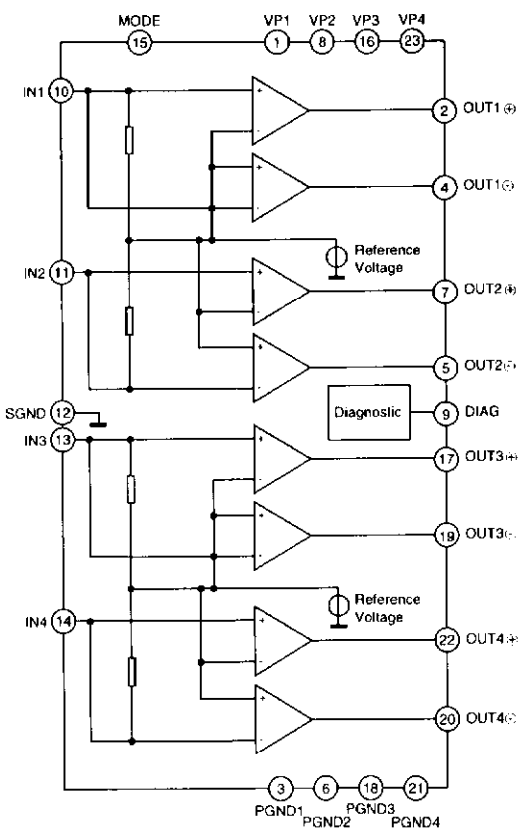 MODE VP1 VP2 VP3 VP4
15 1 8 16 23
IN1 10
+
2 OUT1⊕
-
+
4 OUT1⊖
-
Reference
Voltage
IN2 11
+
7 OUT2⊕
-
+
5 OUT2⊖
-
SGND 12
Diagnostic
9 DIAG
IN3 13
+
17 OUT3⊕
-
+
19 OUT3⊖
-
Reference
Voltage
IN4 14
+
22 OUT4⊕
-
+
20 OUT4⊖
-
3 6 18 21
PGND1 PGND2 PGND3 PGND4